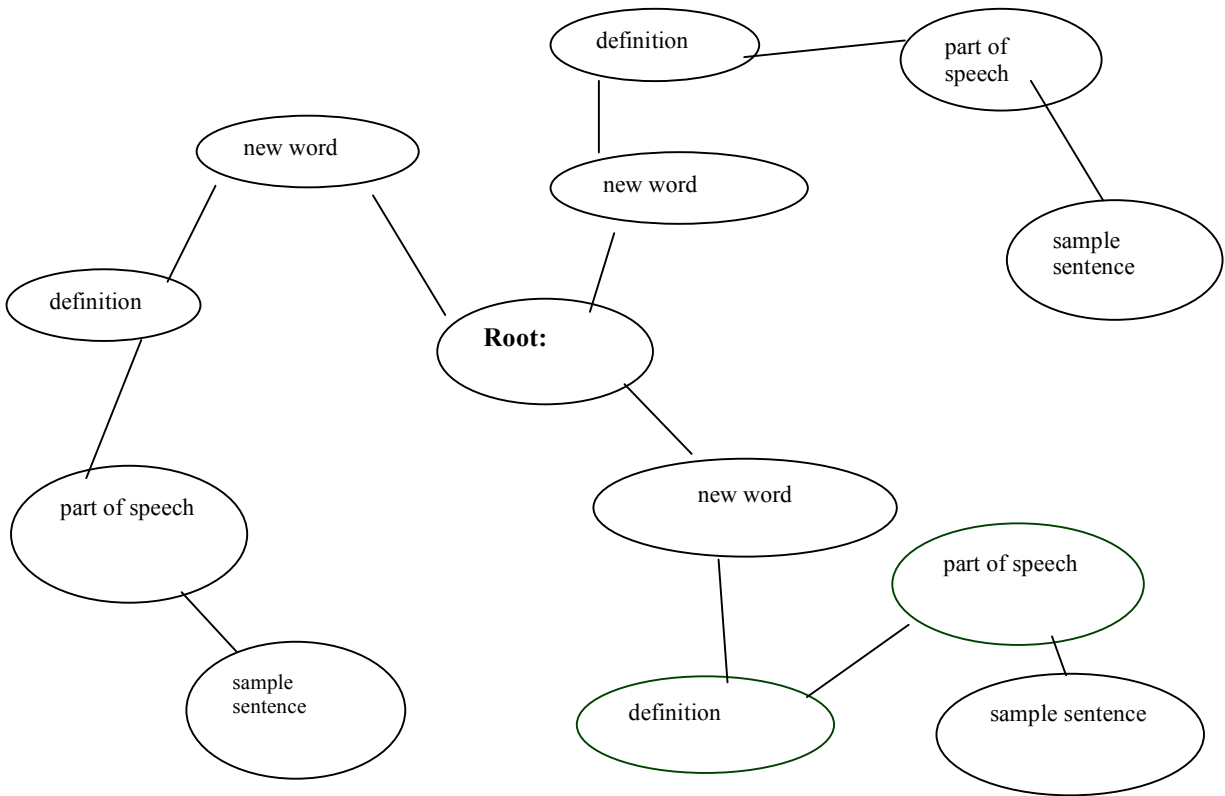 definition
part of
speech
new word
new word
sample
sentence
definition
Root:
new word
part of speech
part of speech
sample
sentence
definition
sample sentence